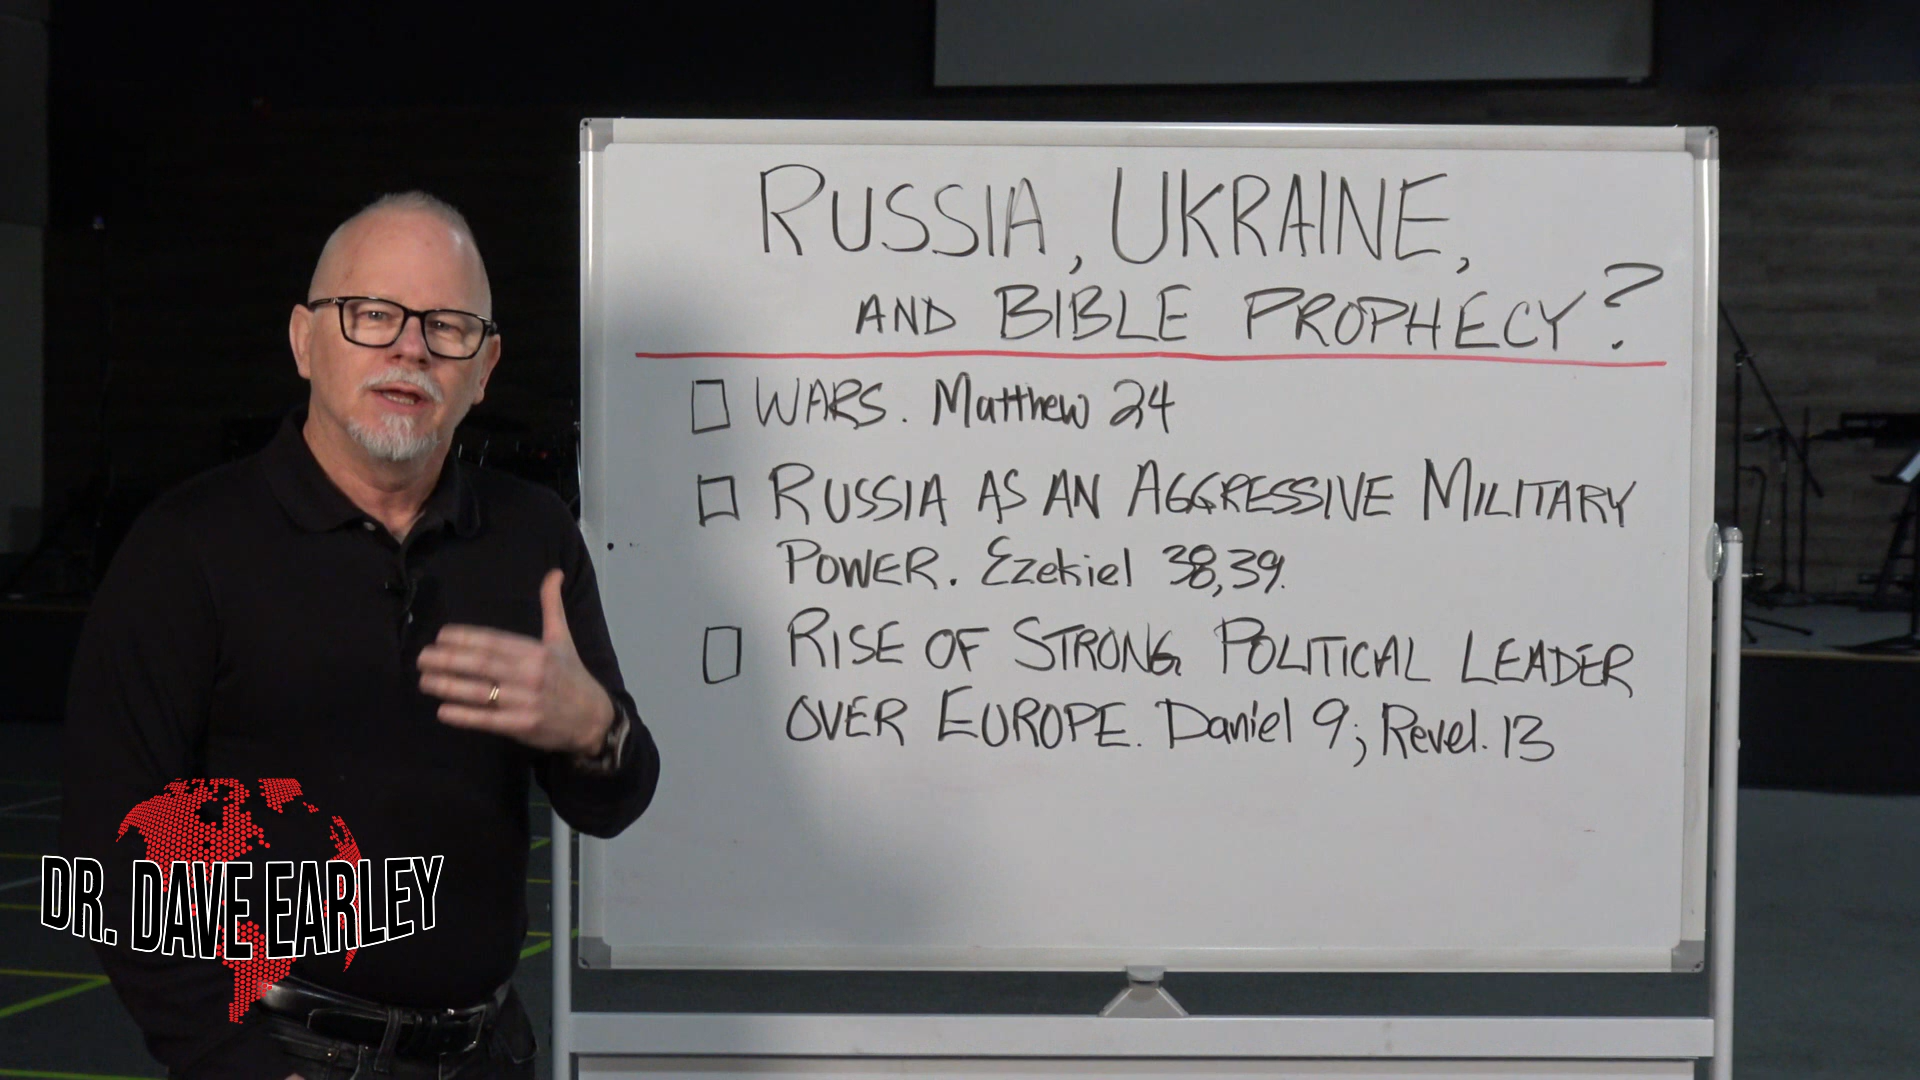 RUSSIA, UKRAINE,
AND BIBLE PROPHECY?
WARS. Matthew 24
RUSSIA AS AN AGGRESSIVE MILITARY
POWER. Ezekiel 38,39.
RISE OF STRONG POLITICAL LEADER
OVER EUROPE. Daniel 9; Revel. 13
DR. DAVE EARLEY